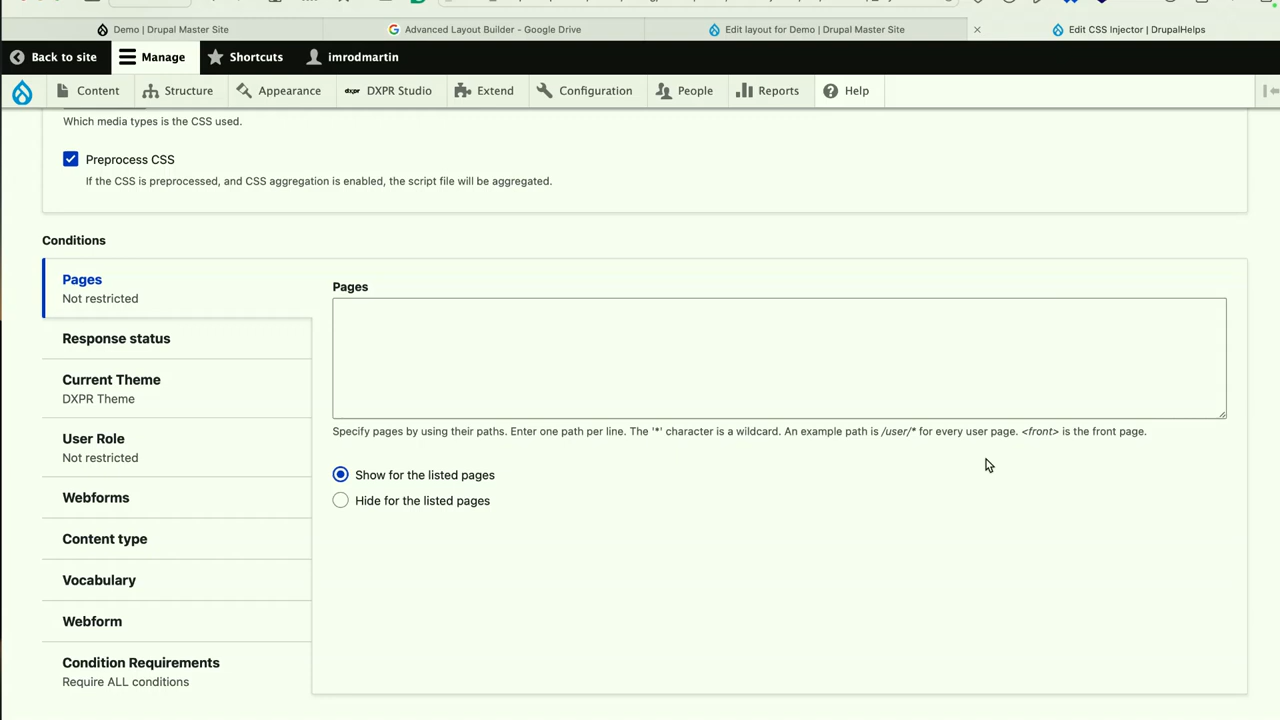 Demo | Drupal Master Site
Advanced Layout Builder - Google Drive
Edit layout for Demo | Drupal Master Site
Edit CSS Injector | DrupalHelps
Back to site
Manage
Shortcuts
imrodmartin
Content
Structure
Appearance
dxpr DXPR Studio
Extend
Configuration
People
Reports
Help
Which media types is the CSS used.
Preprocess CSS
If the CSS is preprocessed, and CSS aggregation is enabled, the script file will be aggregated.
Conditions
Pages
Not restricted
Response status
Current Theme
DXPR Theme
User Role
Not restricted
Webforms
Content type
Vocabulary
Webform
Condition Requirements
Require ALL conditions
Pages
Specify pages by using their paths. Enter one path per line. The '*' character is a wildcard. An example path is /user/* for every user page. <front> is the front page.
Show for the listed pages
Hide for the listed pages